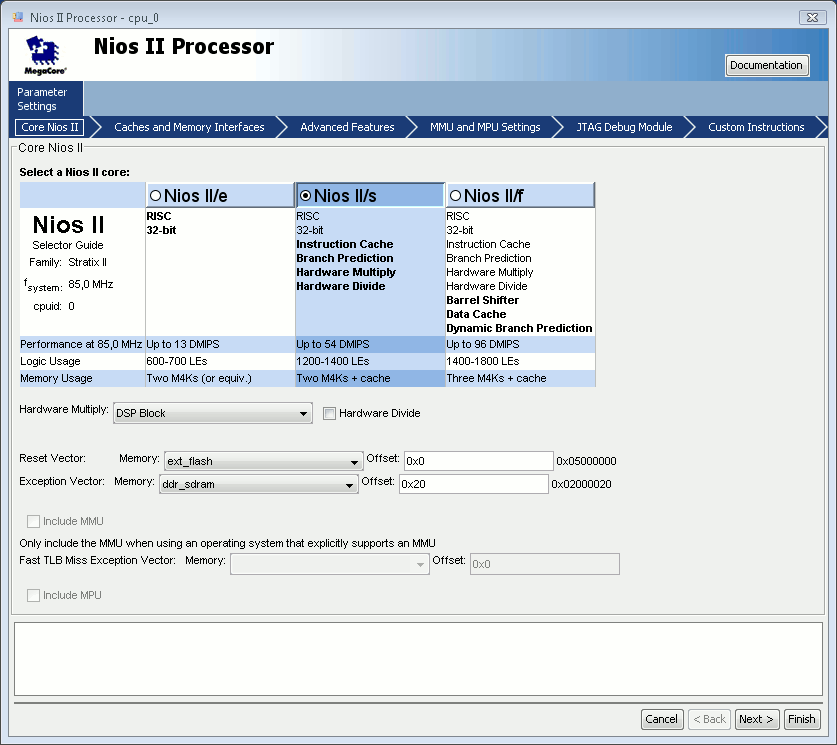 Nios II Processor - cpu_0
MegaCore®
Nios II Processor
Documentation
Parameter
Settings
Core Nios II
Caches and Memory Interfaces
Advanced Features
MMU and MPU Settings
JTAG Debug Module
Custom Instructions
Core Nios II
Select a Nios II core:
Nios II/e
Nios II/s
Nios II/f
Nios II
Selector Guide
Family: Stratix II
fsystem: 85,0 MHz
cpuid: 0
RISC
32-bit
RISC
32-bit
Instruction Cache
Branch Prediction
Hardware Multiply
Hardware Divide
RISC
32-bit
Instruction Cache
Branch Prediction
Hardware Multiply
Hardware Divide
Barrel Shifter
Data Cache
Dynamic Branch Prediction
Performance at 85,0 MHz Up to 13 DMIPS Up to 54 DMIPS Up to 96 DMIPS
Logic Usage 600-700 LEs 1200-1400 LEs 1400-1800 LEs
Memory Usage Two M4Ks (or equiv.) Two M4Ks + cache Three M4Ks + cache
Hardware Multiply: DSP Block Hardware Divide
Reset Vector: Memory: ext_flash Offset: 0x0 0x05000000
Exception Vector: Memory: ddr_sdram Offset: 0x20 0x02000020
Include MMU
Only include the MMU when using an operating system that explicitly supports an MMU
Fast TLB Miss Exception Vector: Memory: Offset: 0x0
Include MPU
Cancel < Back Next > Finish